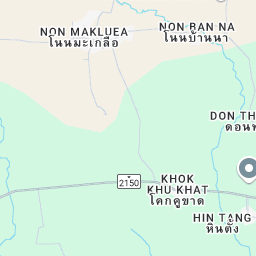 NON MAKLUEA
โนนมะเกลือ
NON BAN NA
โนนบ้านนา
DON TH
ดอนท
2150
KHOK
KHU KHAT
โคกคูขาด
HIN TANG
หินตั้ง